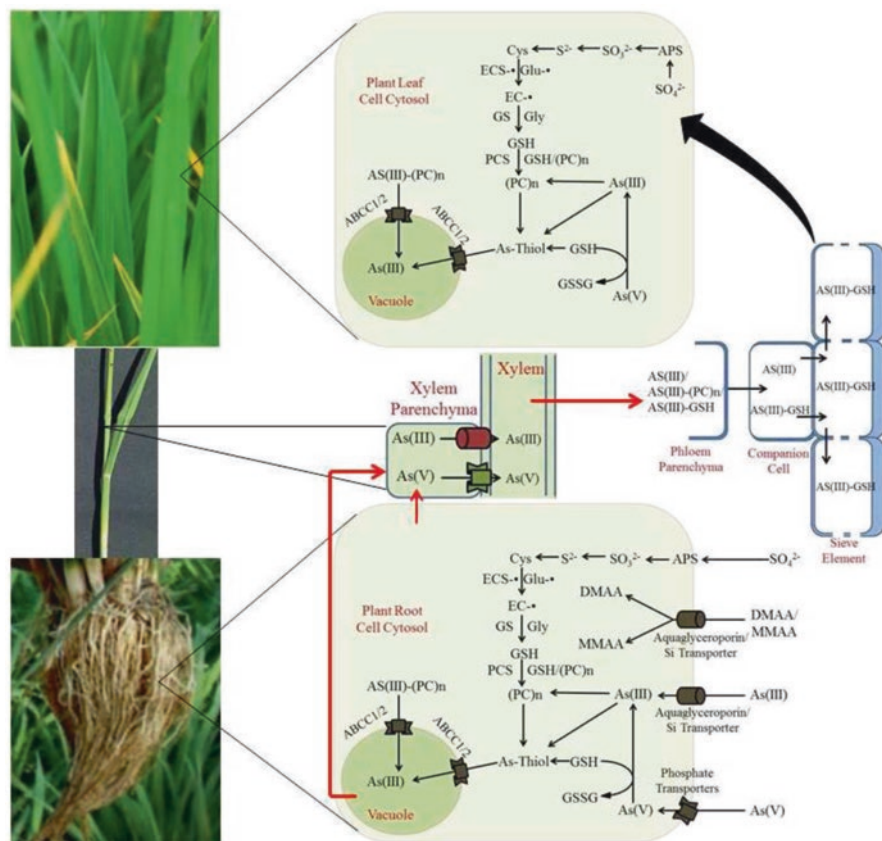 Plant Leaf
Cell Cytosol
Cys
S²⁻
SO₃²⁻
APS
SO₄²⁻
ECS-•
Glu-•
EC-•
GS
Gly
GSH
PCS
GSH/(PC)n
(PC)n
As(III)
AS(III)-(PC)n
ABCC1/2
ABCC1/2
As-Thiol
GSH
GSSG
As(V)
As(III)
Vacuole
Xylem
Parenchyma
As(III)
As(V)
Xylem
As(III)
As(V)
AS(III)/
AS(III)-(PC)n/
AS(III)-GSH
Phloem
Parenchyma
AS(III)
AS(III)-GSH
Companion
Cell
AS(III)-GSH
AS(III)-GSH
AS(III)-GSH
Sieve
Element
Plant Root
Cell Cytosol
Cys
S²⁻
SO₃²⁻
APS
SO₄²⁻
ECS-•
Glu-•
EC-•
GS
Gly
GSH
PCS
GSH/(PC)n
(PC)n
DMAA
MMAA
DMAA/
MMAA
Aquaglyceroporin/
Si Transporter
As(III)
As(III)
Aquaglyceroporin/
Si Transporter
AS(III)-(PC)n
ABCC1/2
ABCC1/2
As-Thiol
GSH
GSSG
As(III)
Vacuole
Phosphate
Transporters
As(V)
As(V)